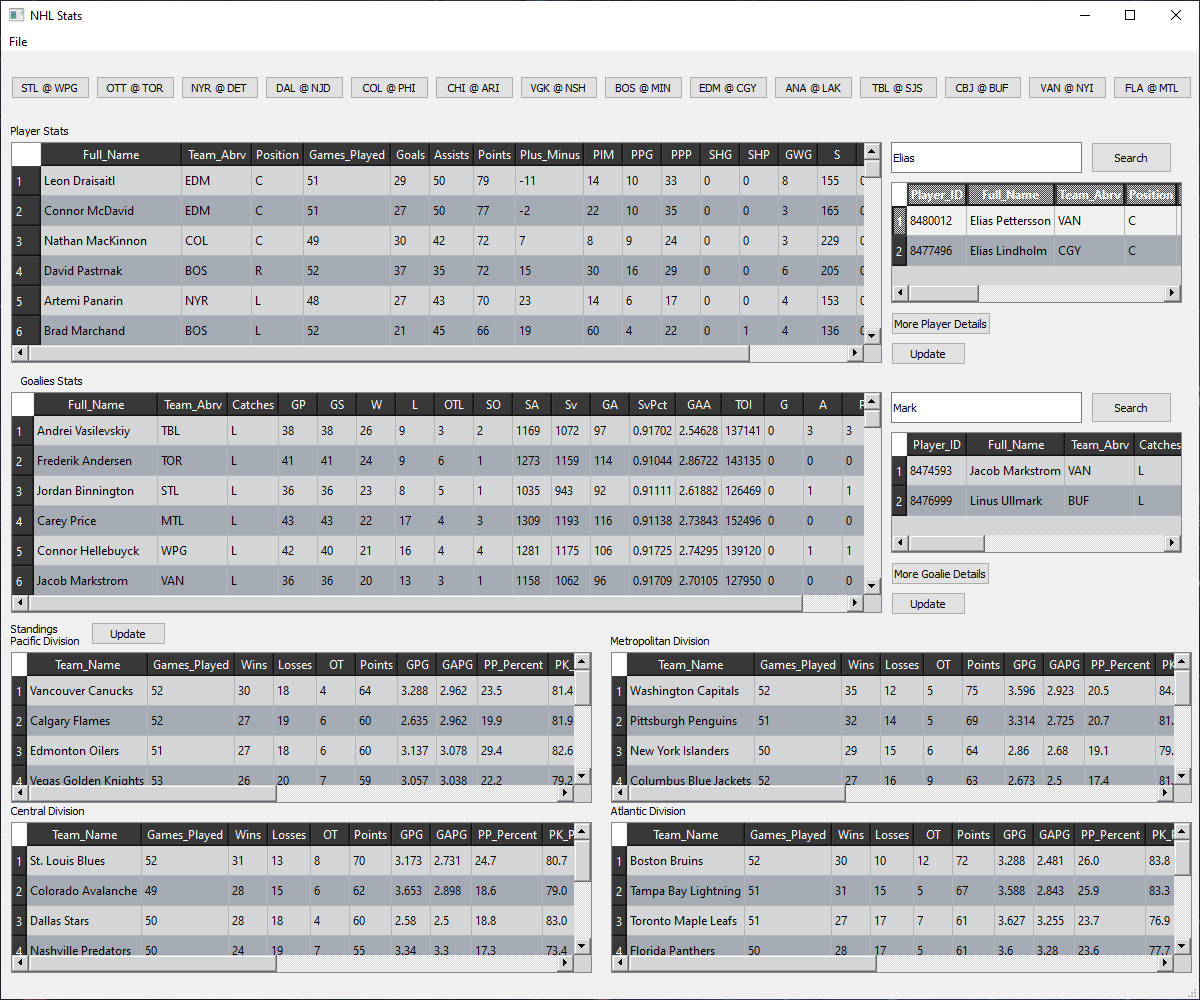 NHL Stats
File
STL @ WPG OTT @ TOR NYR @ DET DAL @ NJD COL @ PHI CHI @ ARI VGK @ NSH BOS @ MIN EDM @ CGY ANA @ LAK TBL @ SJS CBJ @ BUF VAN @ NYI FLA @ MTL
Player Stats
Full_Name Team_Abrv Position Games_Played Goals Assists Points Plus_Minus PIM PPG PPP SHG SHP GWG S
1 Leon Draisaitl EDM C 51 29 50 79 -11 14 10 33 0 0 8 155
2 Connor McDavid EDM C 51 27 50 77 -2 22 10 35 0 0 3 165
3 Nathan MacKinnon COL C 49 30 42 72 7 8 9 24 0 0 3 229
4 David Pastrnak BOS R 52 37 35 72 15 30 16 29 0 0 6 205
5 Artemi Panarin NYR L 48 27 43 70 23 14 6 17 0 0 4 153
6 Brad Marchand BOS L 52 21 45 66 19 60 4 22 0 1 4 136
Elias Search
Player_ID Full_Name Team_Abrv Position
1 8480012 Elias Pettersson VAN C
2 8477496 Elias Lindholm CGY C
More Player Details
Update
Goalies Stats
Full_Name Team_Abrv Catches GP GS W L OTL SO SA Sv GA SvPct GAA TOI G A P
1 Andrei Vasilevskiy TBL L 38 38 26 9 3 2 1169 1072 97 0.91702 2.54628 137141 0 3 3
2 Frederik Andersen TOR L 41 41 24 9 6 1 1273 1159 114 0.91044 2.86722 143135 0 0 0
3 Jordan Binnington STL L 36 36 23 8 5 1 1035 943 92 0.91111 2.61882 126469 0 1 1
4 Carey Price MTL L 43 43 22 17 4 3 1309 1193 116 0.91138 2.73843 152496 0 0 0
5 Connor Hellebuyck WPG L 42 40 21 16 4 4 1281 1175 106 0.91725 2.74295 139120 0 1 1
6 Jacob Markstrom VAN L 36 36 20 13 3 1 1158 1062 96 0.91709 2.70105 127950 0 0 0
Mark Search
Player_ID Full_Name Team_Abrv Catches
1 8474593 Jacob Markstrom VAN L
2 8476999 Linus Ullmark BUF L
More Goalie Details
Update
Standings Update
Pacific Division
Team_Name Games_Played Wins Losses OT Points GPG GAPG PP_Percent PK_
1 Vancouver Canucks 52 30 18 4 64 3.288 2.962 23.5 81.4
2 Calgary Flames 52 27 19 6 60 2.635 2.962 19.9 81.9
3 Edmonton Oilers 51 27 18 6 60 3.137 3.078 29.4 82.6
4 Vegas Golden Knights 53 26 20 7 59 3.057 3.038 22.2 79.2
Metropolitan Division
Team_Name Games_Played Wins Losses OT Points GPG GAPG PP_Percent PK
1 Washington Capitals 52 35 12 5 75 3.596 2.923 20.5 84.
2 Pittsburgh Penguins 51 32 14 5 69 3.314 2.725 20.7 81.
3 New York Islanders 50 29 15 6 64 2.86 2.68 19.1 79.
4 Columbus Blue Jackets 52 27 16 9 63 2.673 2.5 17.4 81.
Central Division
Team_Name Games_Played Wins Losses OT Points GPG GAPG PP_Percent PK_P
1 St. Louis Blues 52 31 13 8 70 3.173 2.731 24.7 80.7
2 Colorado Avalanche 49 28 15 6 62 3.653 2.898 18.6 79.0
3 Dallas Stars 50 28 18 4 60 2.58 2.5 18.8 83.0
4 Nashville Predators 50 24 19 7 55 3.34 3.3 17.3 73.4
Atlantic Division
Team_Name Games_Played Wins Losses OT Points GPG GAPG PP_Percent PK_
1 Boston Bruins 52 30 10 12 72 3.288 2.481 26.0 83.8
2 Tampa Bay Lightning 51 31 15 5 67 3.588 2.843 25.9 83.3
3 Toronto Maple Leafs 51 27 17 7 61 3.627 3.255 23.7 76.9
4 Florida Panthers 50 28 17 5 61 3.6 3.28 23.6 77.7